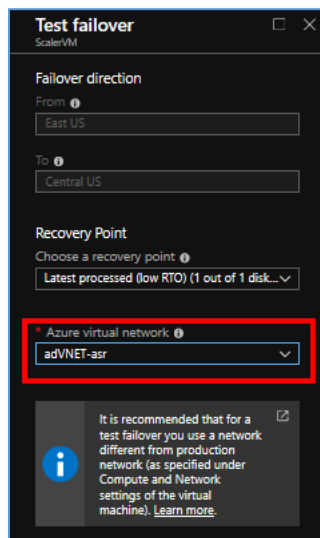 Test failover
ScalerVM
Failover direction
From
East US
To
Central US
Recovery Point
Choose a recovery point
Latest processed (low RTO) (1 out of 1 disk...
* Azure virtual network
adVNET-asr
It is recommended that for a
test failover you use a network
different from production
network (as specified under
Compute and Network
settings of the virtual
machine). Learn more.